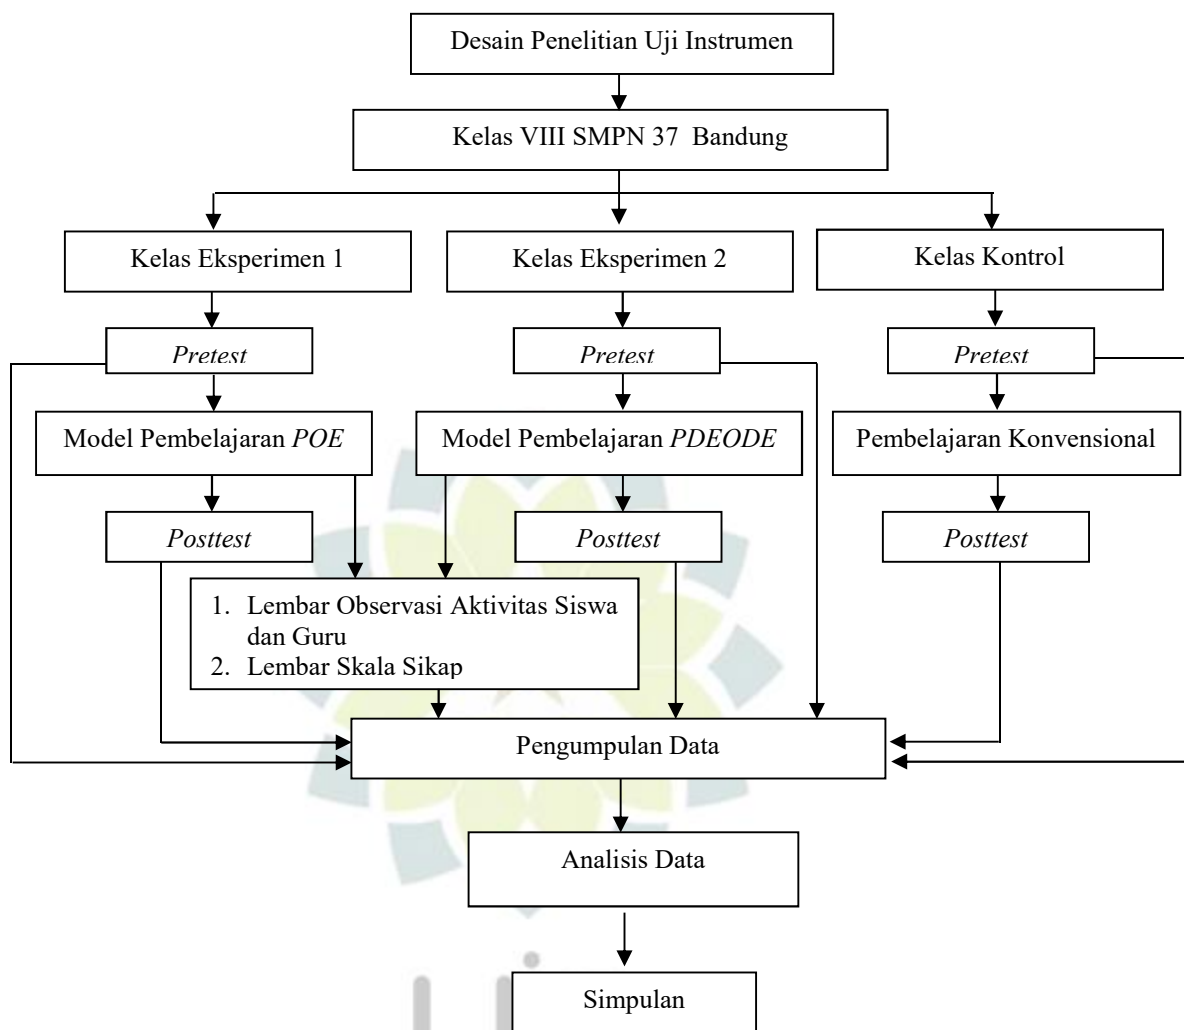 Desain Penelitian Uji Instrumen
Kelas VIII SMPN 37 Bandung
Kelas Eksperimen 1
Kelas Eksperimen 2
Kelas Kontrol
Pretest
Pretest
Pretest
Model Pembelajaran POE
Model Pembelajaran PDEODE
Pembelajaran Konvensional
Posttest
Posttest
Posttest
1. Lembar Observasi Aktivitas Siswa
dan Guru
2. Lembar Skala Sikap
Pengumpulan Data
Analisis Data
Simpulan